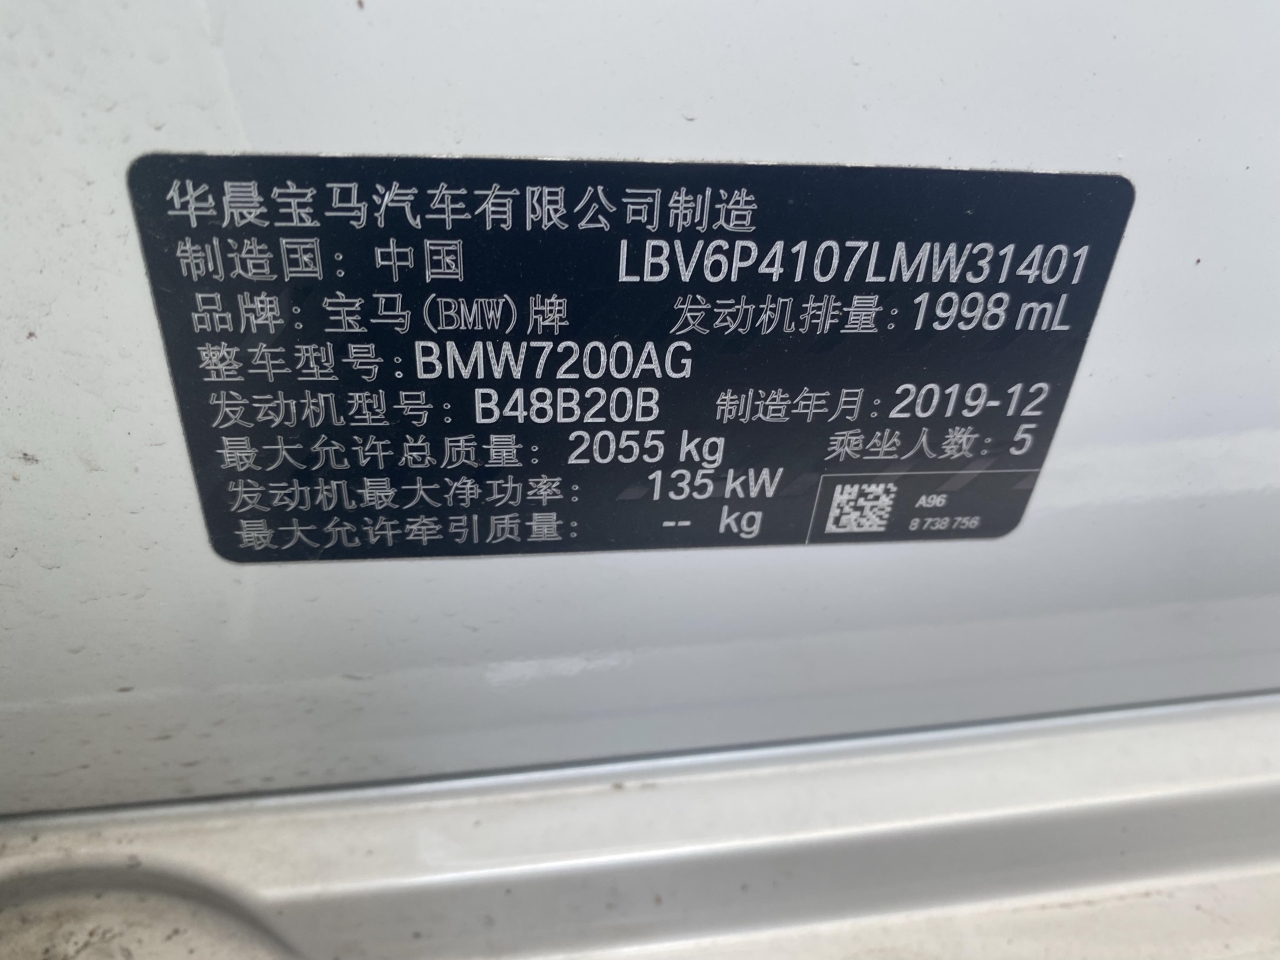 华晨宝马汽车有限公司制造
制造国：中国 LBV6P4107LMW31401
品牌：宝马(BMW)牌 发动机排量：1998 mL
整车型号：BMW7200AG
发动机型号：B48B20B 制造年月：2019-12
最大允许总质量：2055 kg 乘坐人数：5
发动机最大净功率：135 kW
最大允许牵引质量：-- kg
A96
8 738 756